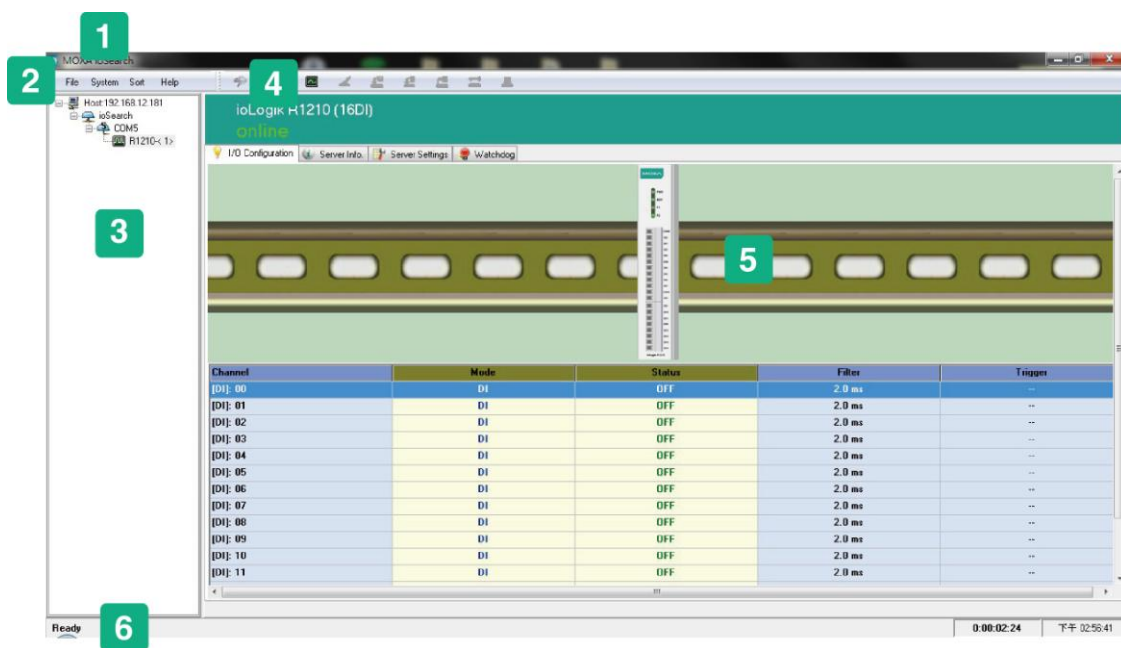 1
MOXA ioSearch
2
File System Sort Help
4
Host:192.168.12.181
ioSearch
COM5
R1210-< 1>
3
ioLogik R1210 (16DI)
online
I/O Configuration Server Info. Server Settings Watchdog
5
Channel Mode Status Filter Trigger
[DI]: 00 DI OFF 2.0 ms --
[DI]: 01 DI OFF 2.0 ms --
[DI]: 02 DI OFF 2.0 ms --
[DI]: 03 DI OFF 2.0 ms --
[DI]: 04 DI OFF 2.0 ms --
[DI]: 05 DI OFF 2.0 ms --
[DI]: 06 DI OFF 2.0 ms --
[DI]: 07 DI OFF 2.0 ms --
[DI]: 08 DI OFF 2.0 ms --
[DI]: 09 DI OFF 2.0 ms --
[DI]: 10 DI OFF 2.0 ms --
[DI]: 11 DI OFF 2.0 ms --
Ready
6
0:00:02:24 下午 02:56:41